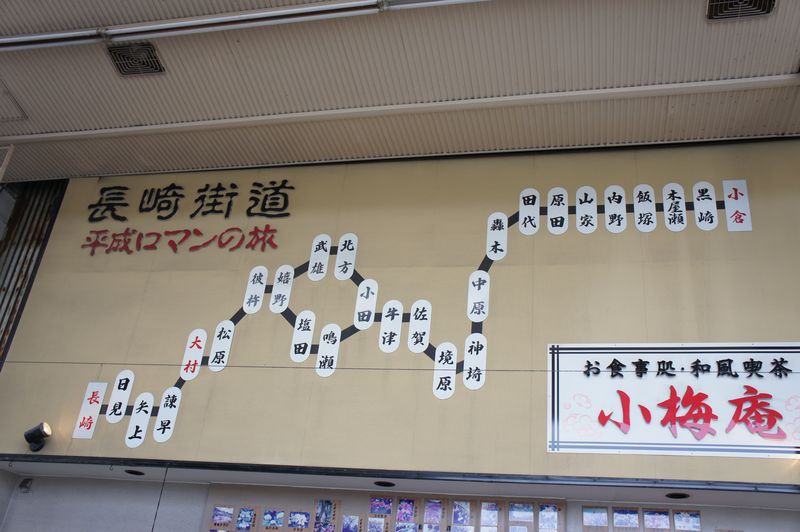 長崎街道
平成ロマンの旅
長崎
日見
矢上
諫早
大村
松原
彼杵
嬉野
塩田
鳴瀬
武雄
北方
小田
牛津
佐賀
境原
神埼
中原
轟木
田代
原田
山家
内野
飯塚
木屋瀬
黒崎
小倉
お食事処・和風喫茶
小梅庵